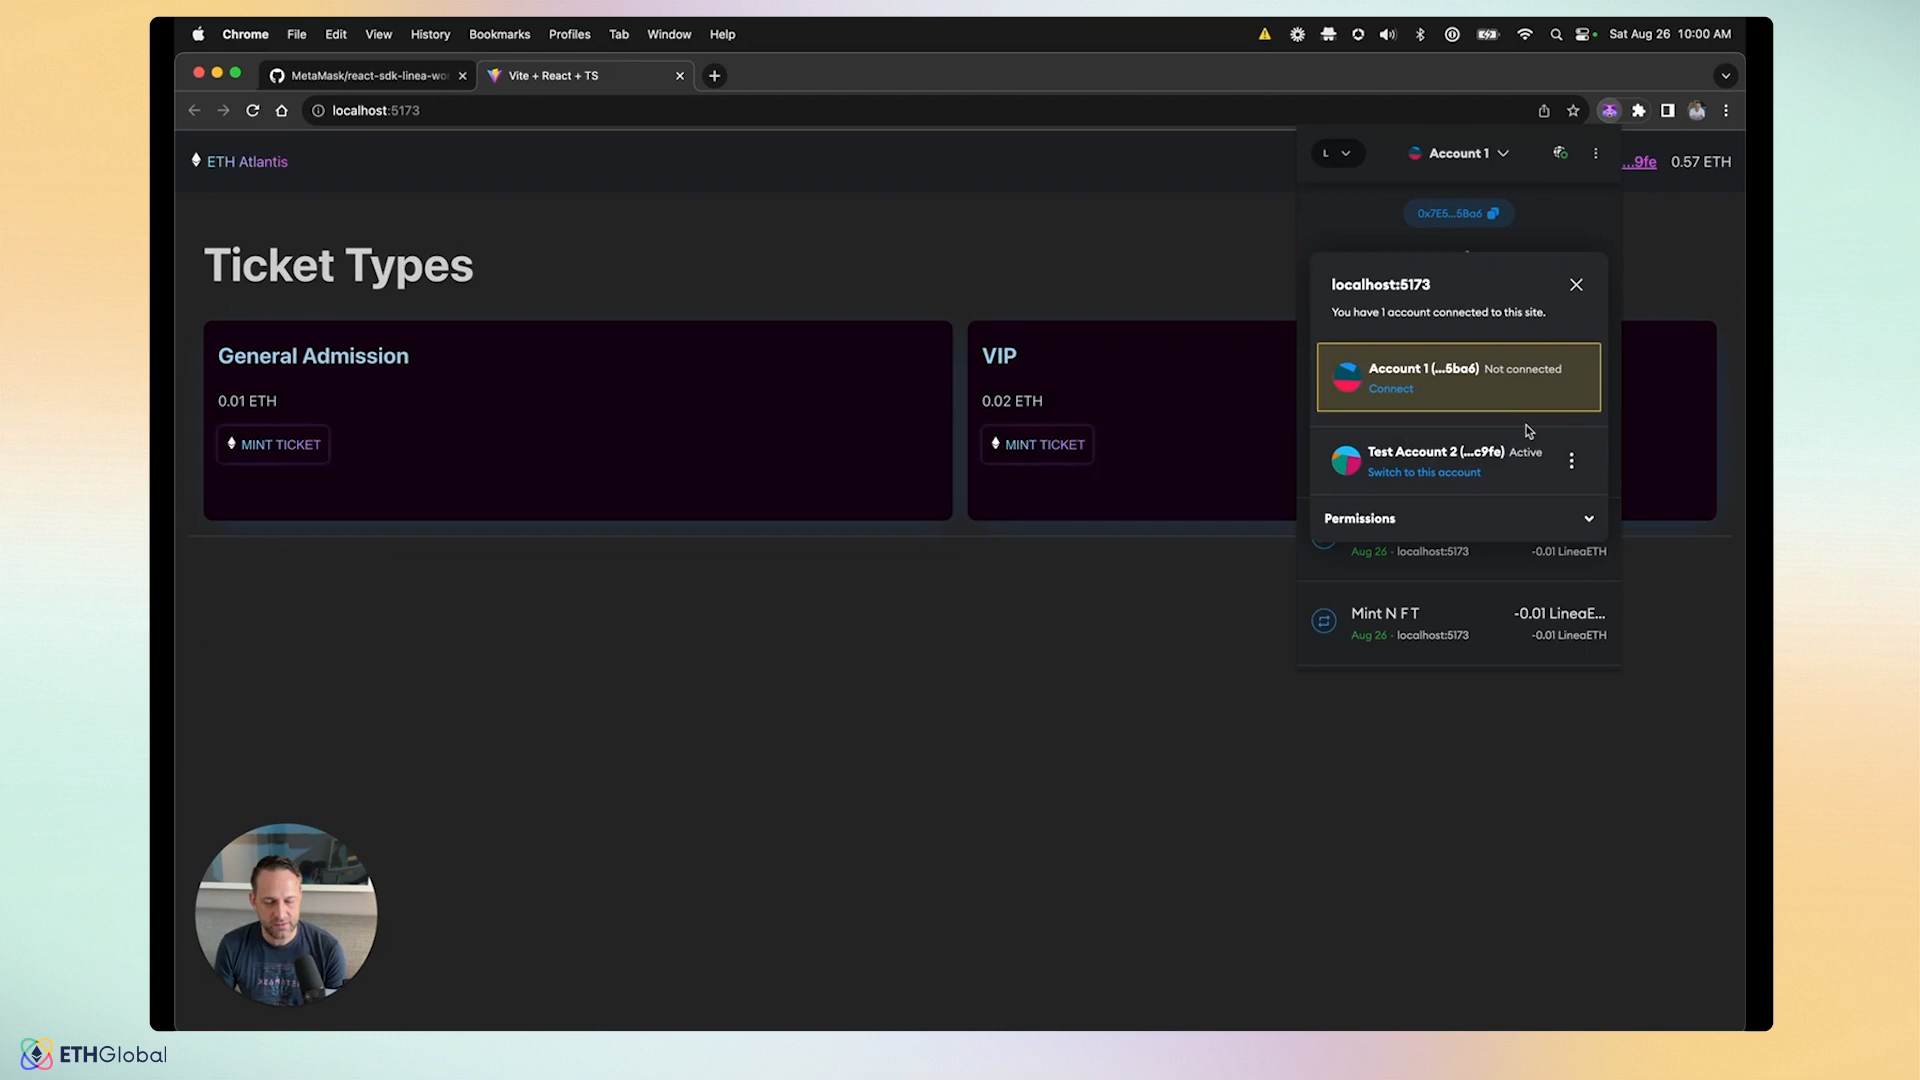 Chrome File Edit View History Bookmarks Profiles Tab Window Help Sat Aug 26 10:00 AM
MetaMask/react-sdk-linea-wor Vite + React + TS
localhost:5173
ETH Atlantis
L Account 1 ...9fe 0.57 ETH
0x7E5...5Ba6
Ticket Types
General Admission
0.01 ETH
MINT TICKET
VIP
0.02 ETH
MINT TICKET
localhost:5173
You have 1 account connected to this site.
Account 1 (...5ba6) Not connected
Connect
Test Account 2 (...c9fe) Active
Switch to this account
Permissions
Aug 26 - localhost:5173 -0.01 LineaETH
Mint N F T -0.01 LineaE...
Aug 26 - localhost:5173 -0.01 LineaETH
ETHGlobal